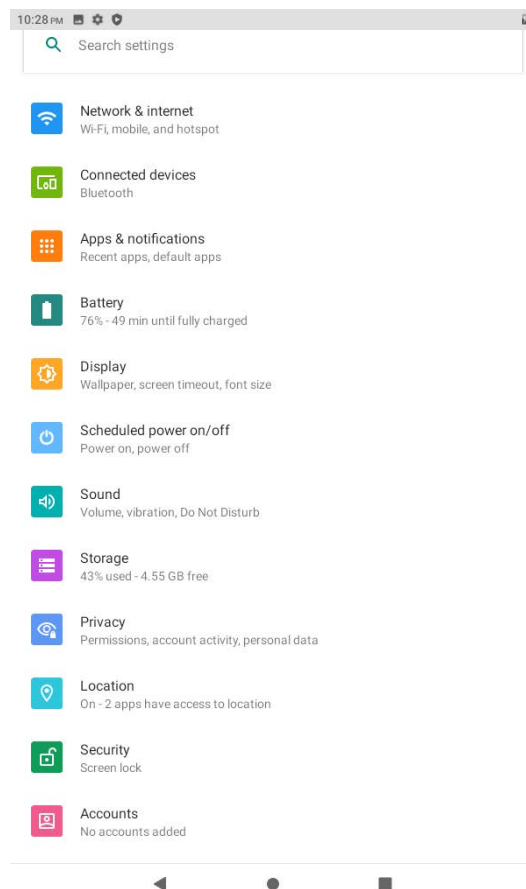 10:28 PM
Search settings
Network & internet
Wi-Fi, mobile, and hotspot
Connected devices
Bluetooth
Apps & notifications
Recent apps, default apps
Battery
76% - 49 min until fully charged
Display
Wallpaper, screen timeout, font size
Scheduled power on/off
Power on, power off
Sound
Volume, vibration, Do Not Disturb
Storage
43% used - 4.55 GB free
Privacy
Permissions, account activity, personal data
Location
On - 2 apps have access to location
Security
Screen lock
Accounts
No accounts added